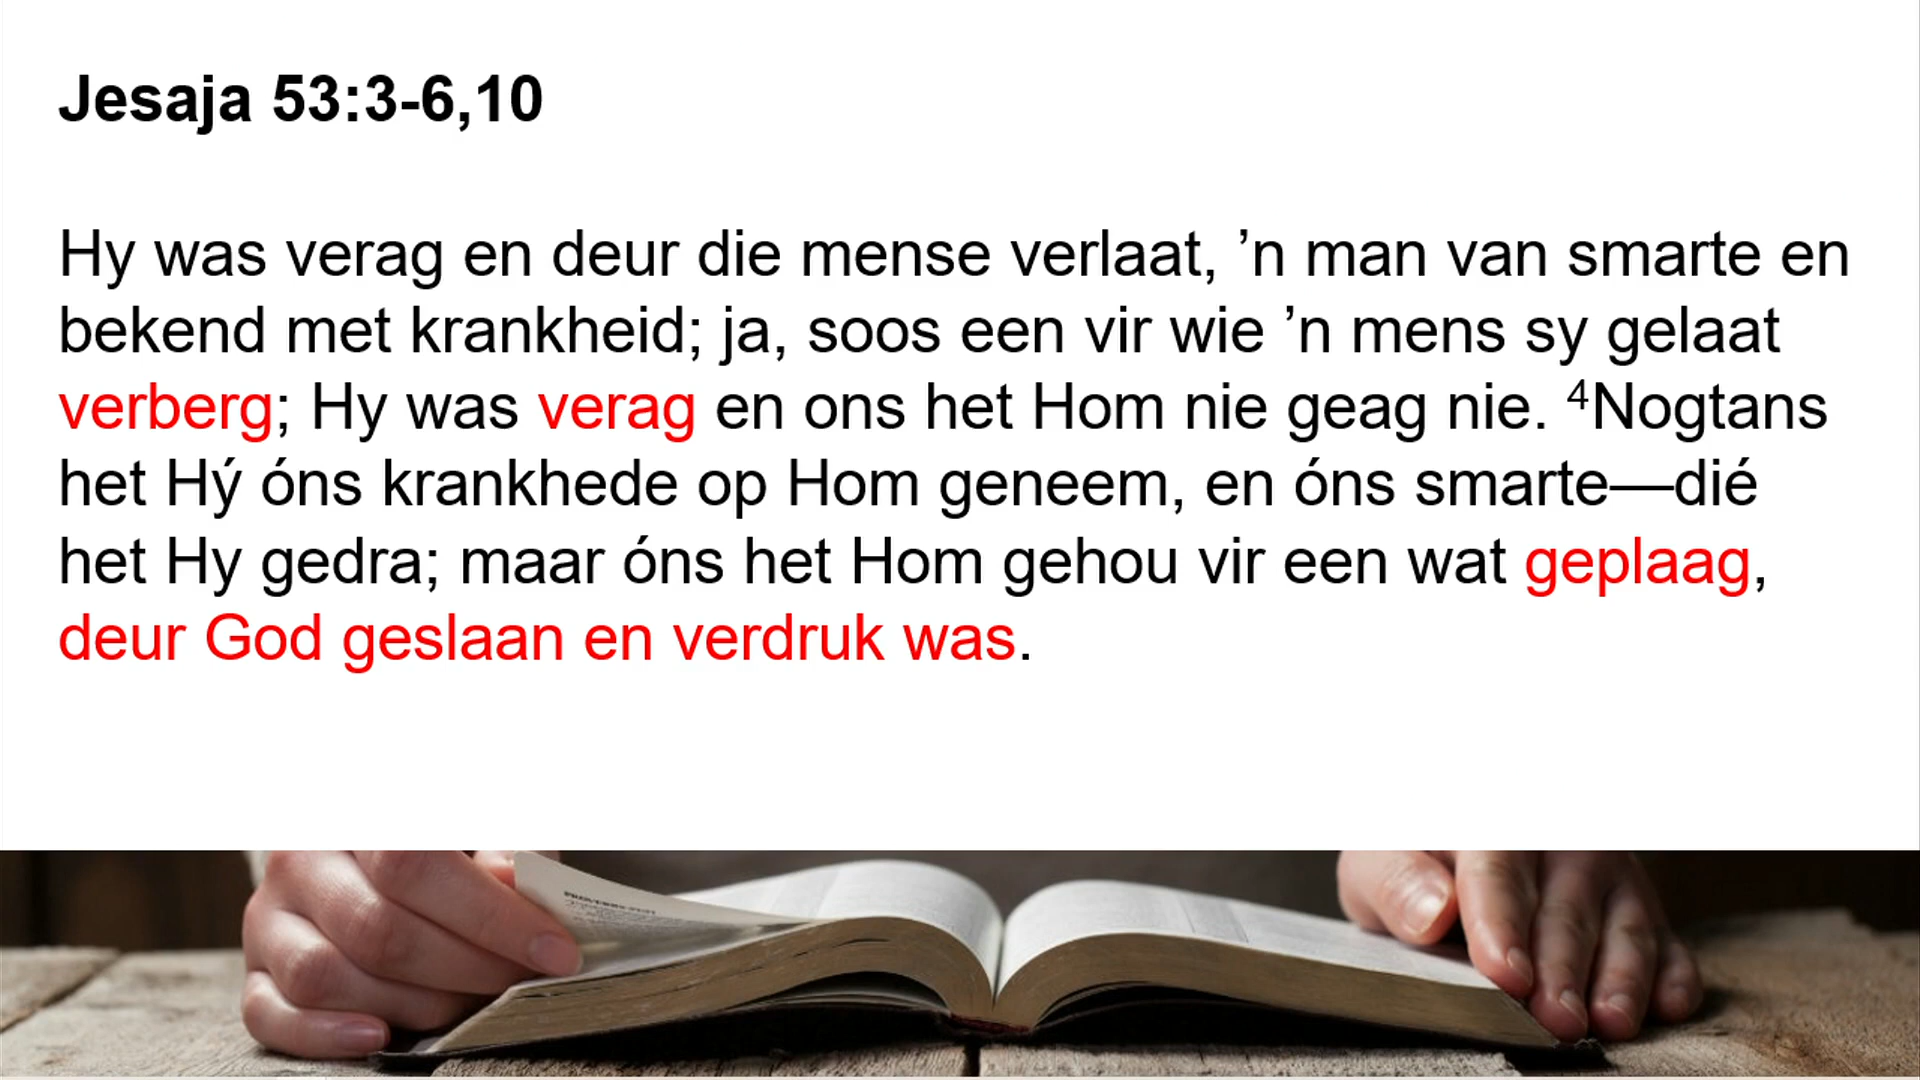 Jesaja 53:3-6,10
Hy was verag en deur die mense verlaat, ’n man van smarte en
bekend met krankheid; ja, soos een vir wie ’n mens sy gelaat
verberg; Hy was verag en ons het Hom nie geag nie. ⁴Nogtans
het Hý óns krankhede op Hom geneem, en óns smarte—dié
het Hy gedra; maar óns het Hom gehou vir een wat geplaag,
deur God geslaan en verdruk was.